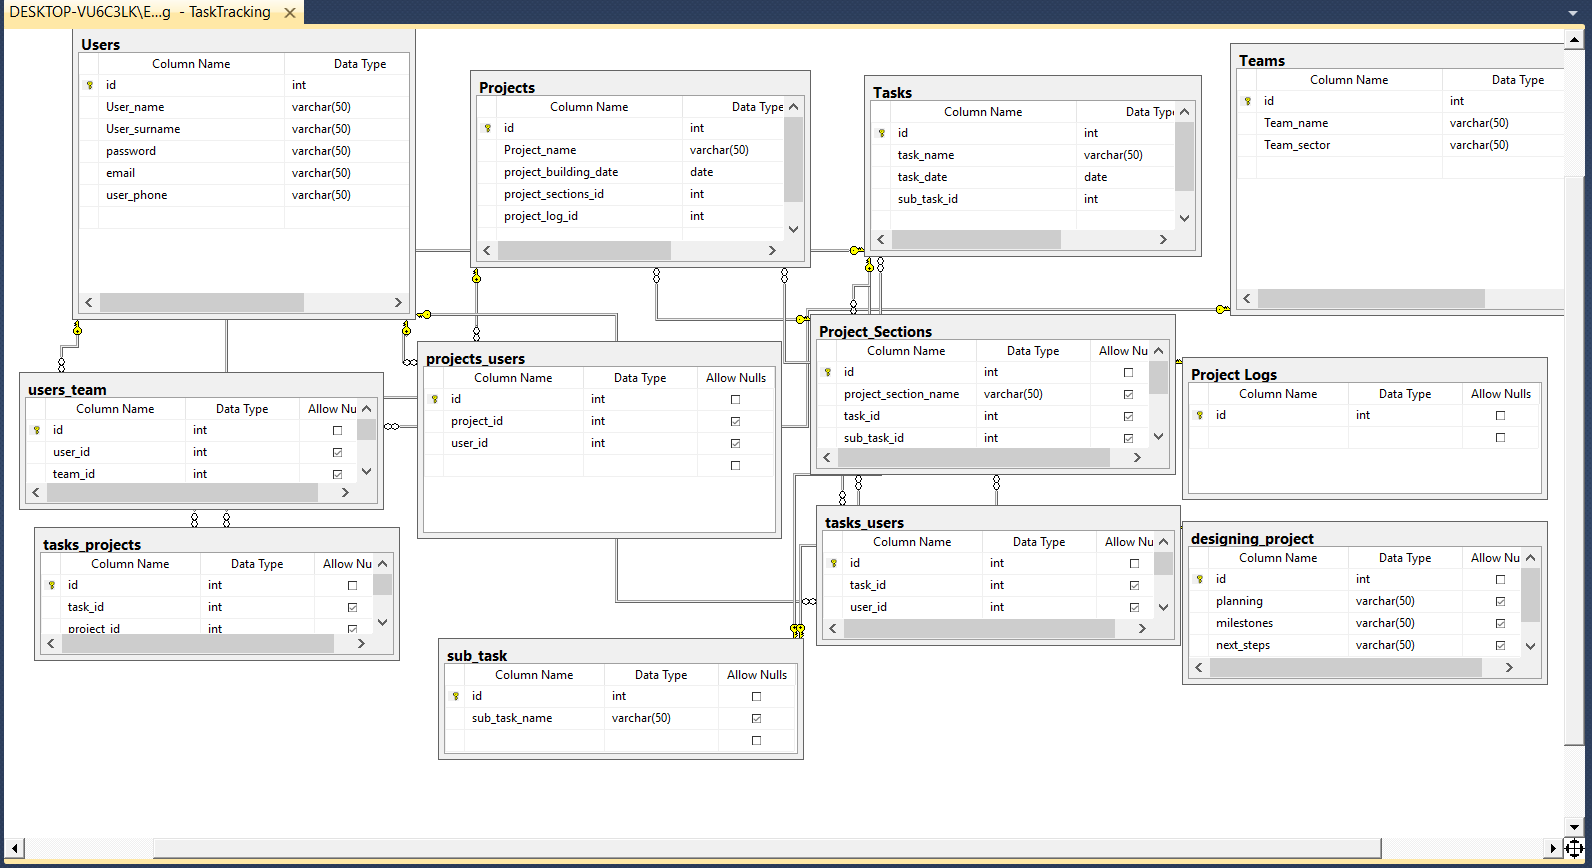 DESKTOP-VU6C3LK\E...g - TaskTracking
Users
Column Name Data Type
id int
User_name varchar(50)
User_surname varchar(50)
password varchar(50)
email varchar(50)
user_phone varchar(50)
Projects
Column Name Data Type
id int
Project_name varchar(50)
project_building_date date
project_sections_id int
project_log_id int
Tasks
Column Name Data Typ
id int
task_name varchar(50)
task_date date
sub_task_id int
Teams
Column Name Data Type
id int
Team_name varchar(50)
Team_sector varchar(50)
users_team
Column Name Data Type Allow Nu
id int
user_id int
team_id int
projects_users
Column Name Data Type Allow Nulls
id int
project_id int
user_id int
Project_Sections
Column Name Data Type Allow Nu
id int
project_section_name varchar(50)
task_id int
sub_task_id int
Project Logs
Column Name Data Type Allow Nulls
id int
tasks_projects
Column Name Data Type Allow Nu
id int
task_id int
project_id int
tasks_users
Column Name Data Type Allow Nu
id int
task_id int
user_id int
designing_project
Column Name Data Type Allow Nu
id int
planning varchar(50)
milestones varchar(50)
next_steps varchar(50)
sub_task
Column Name Data Type Allow Nulls
id int
sub_task_name varchar(50)